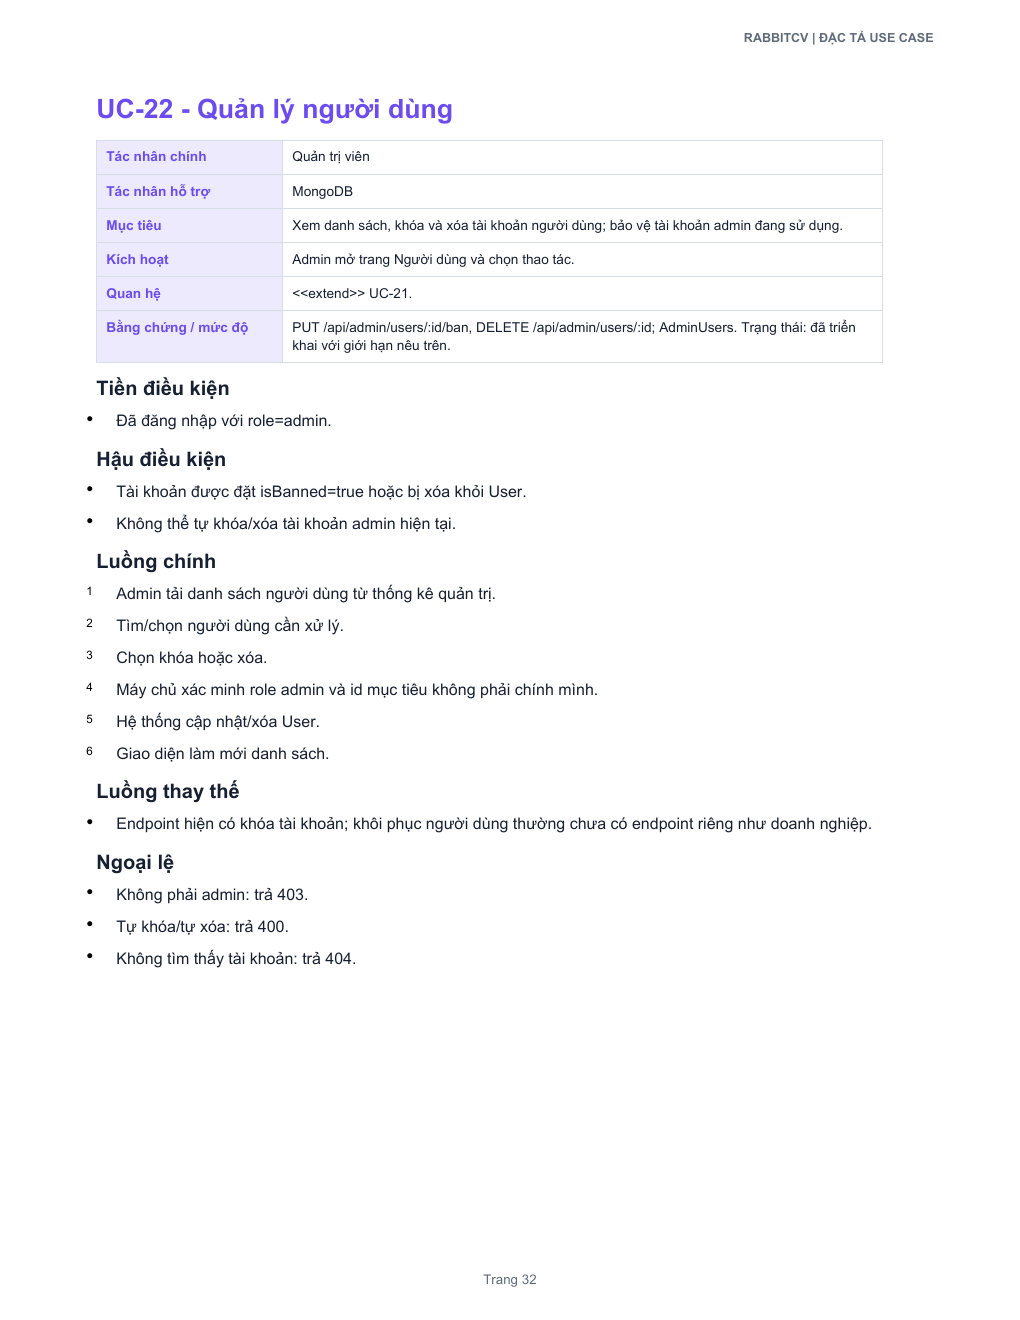 RABBITCV | ĐẶC TẢ USE CASE
UC-22 - Quản lý người dùng
Tác nhân chính Quản trị viên
Tác nhân hỗ trợ MongoDB
Mục tiêu Xem danh sách, khóa và xóa tài khoản người dùng; bảo vệ tài khoản admin đang sử dụng.
Kích hoạt Admin mở trang Người dùng và chọn thao tác.
Quan hệ <<extend>> UC-21.
Bằng chứng / mức độ PUT /api/admin/users/:id/ban, DELETE /api/admin/users/:id; AdminUsers. Trạng thái: đã triển
khai với giới hạn nêu trên.
Tiền điều kiện
• Đã đăng nhập với role=admin.
Hậu điều kiện
• Tài khoản được đặt isBanned=true hoặc bị xóa khỏi User.
• Không thể tự khóa/xóa tài khoản admin hiện tại.
Luồng chính
1 Admin tải danh sách người dùng từ thống kê quản trị.
2 Tìm/chọn người dùng cần xử lý.
3 Chọn khóa hoặc xóa.
4 Máy chủ xác minh role admin và id mục tiêu không phải chính mình.
5 Hệ thống cập nhật/xóa User.
6 Giao diện làm mới danh sách.
Luồng thay thế
• Endpoint hiện có khóa tài khoản; khôi phục người dùng thường chưa có endpoint riêng như doanh nghiệp.
Ngoại lệ
• Không phải admin: trả 403.
• Tự khóa/tự xóa: trả 400.
• Không tìm thấy tài khoản: trả 404.
Trang 32